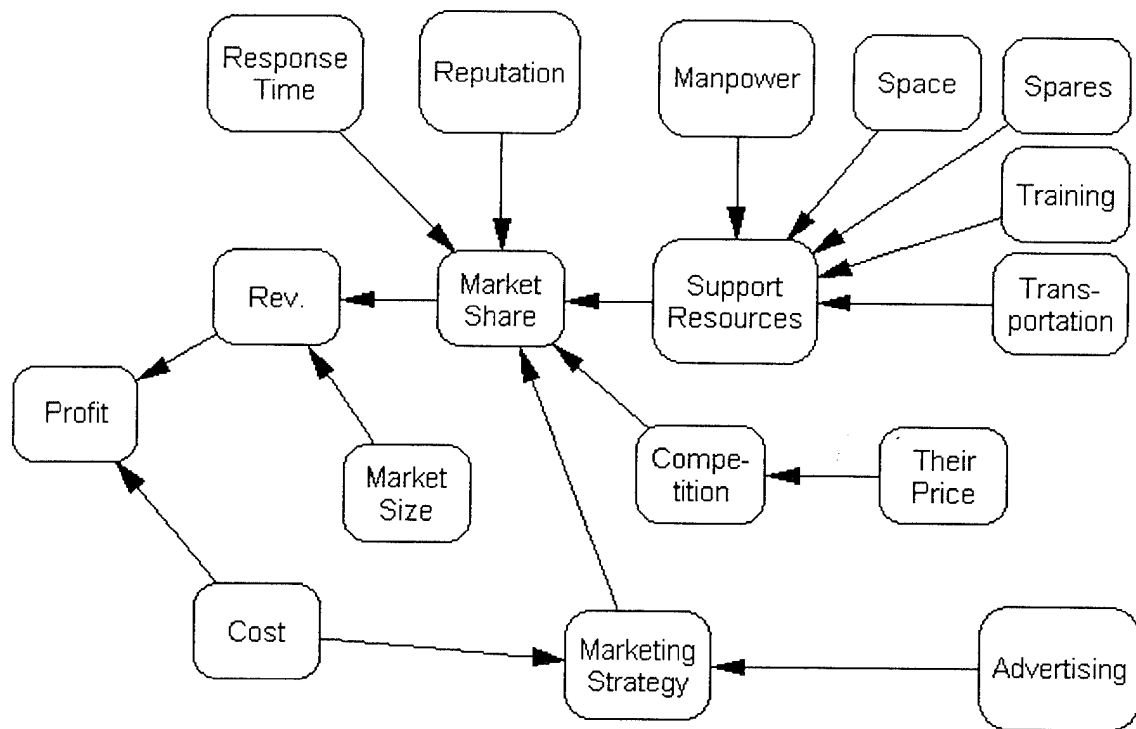 Response
Time
Reputation
Manpower
Space
Spares
Training
Trans-
portation
Rev.
Market
Share
Support
Resources
Profit
Market
Size
Compe-
tition
Their
Price
Cost
Marketing
Strategy
Advertising